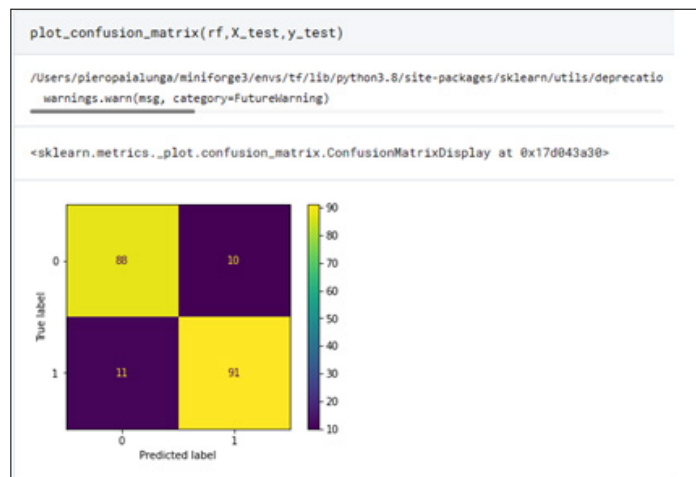 plot_confusion_matrix(rf,X_test,y_test)
/Users/pieropaialunga/miniforge3/envs/tf/lib/python3.8/site-packages/sklearn/utils/deprecatio
warnings.warn(msg, category=FutureWarning)
<sklearn.metrics._plot.confusion_matrix.ConfusionMatrixDisplay at 0x17d043a30>
90
80
70
60
50
40
30
20
10
True label
0
88
10
1
11
91
0
1
Predicted label